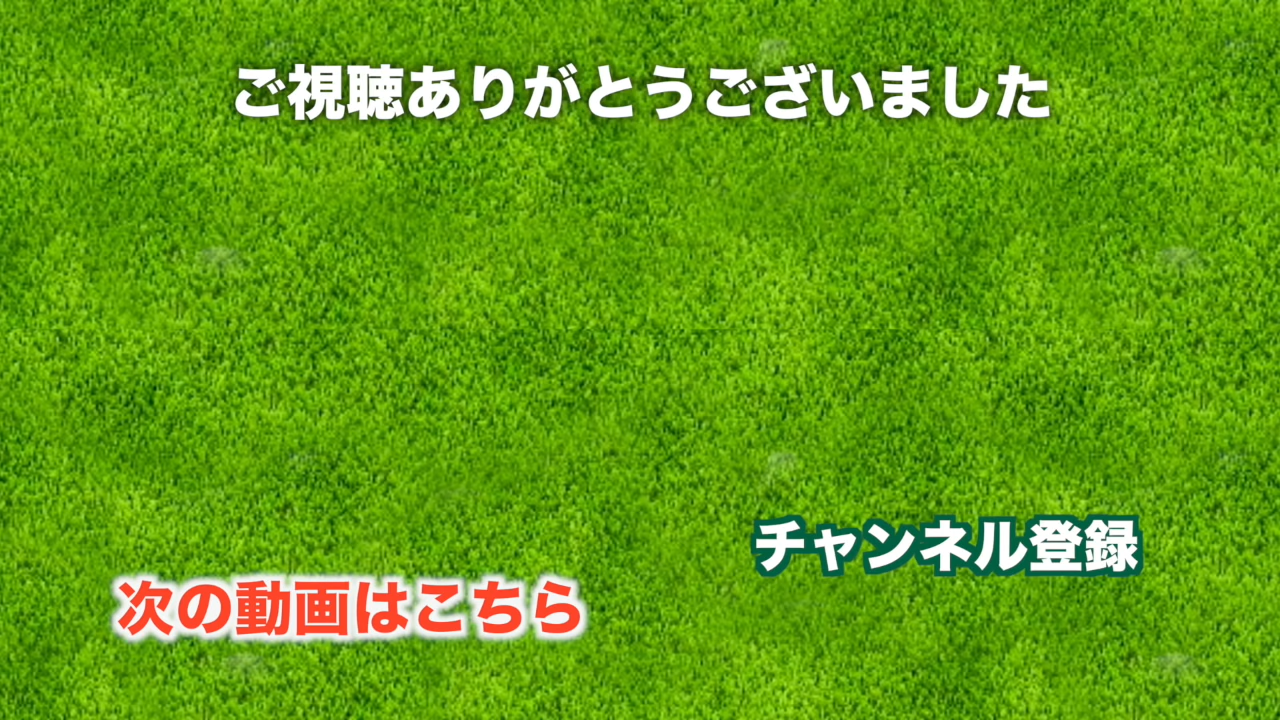 ご視聴ありがとうございました
チャンネル登録
次の動画はこちら